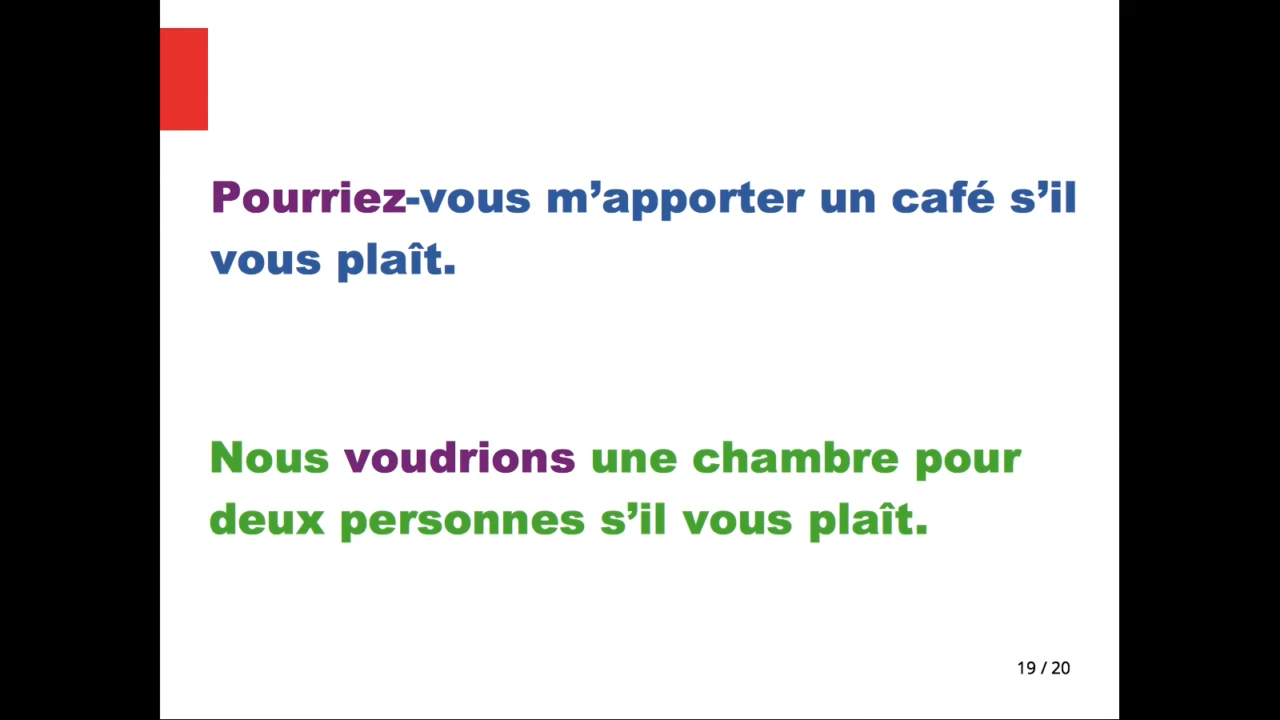 Pourriez-vous m’apporter un café s’il
vous plaît.
Nous voudrions une chambre pour
deux personnes s’il vous plaît.
19 / 20